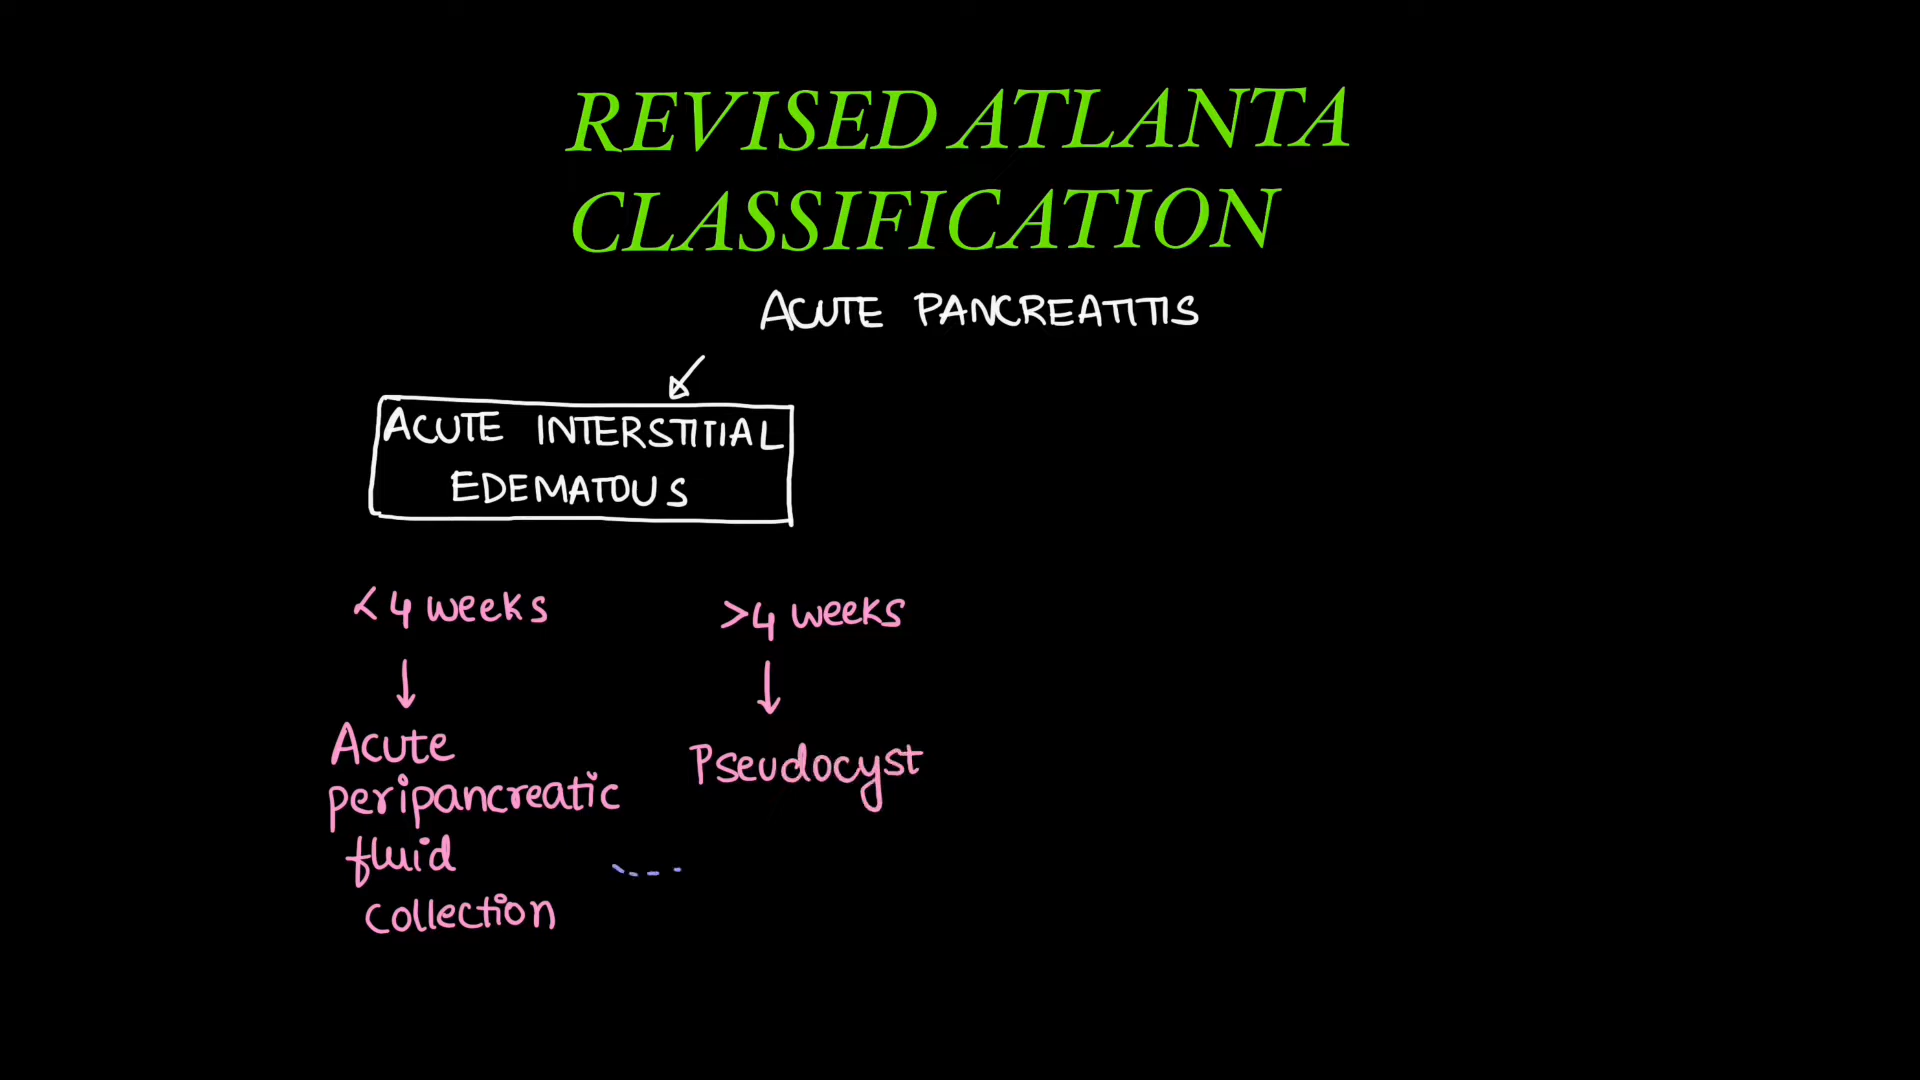 REVISED ATLANTA
CLASSIFICATION
ACUTE PANCREATITIS
ACUTE INTERSTITIAL
EDEMATOUS
<4 weeks
>4 weeks
Acute
peripancreatic
fluid
collection
Pseudocyst